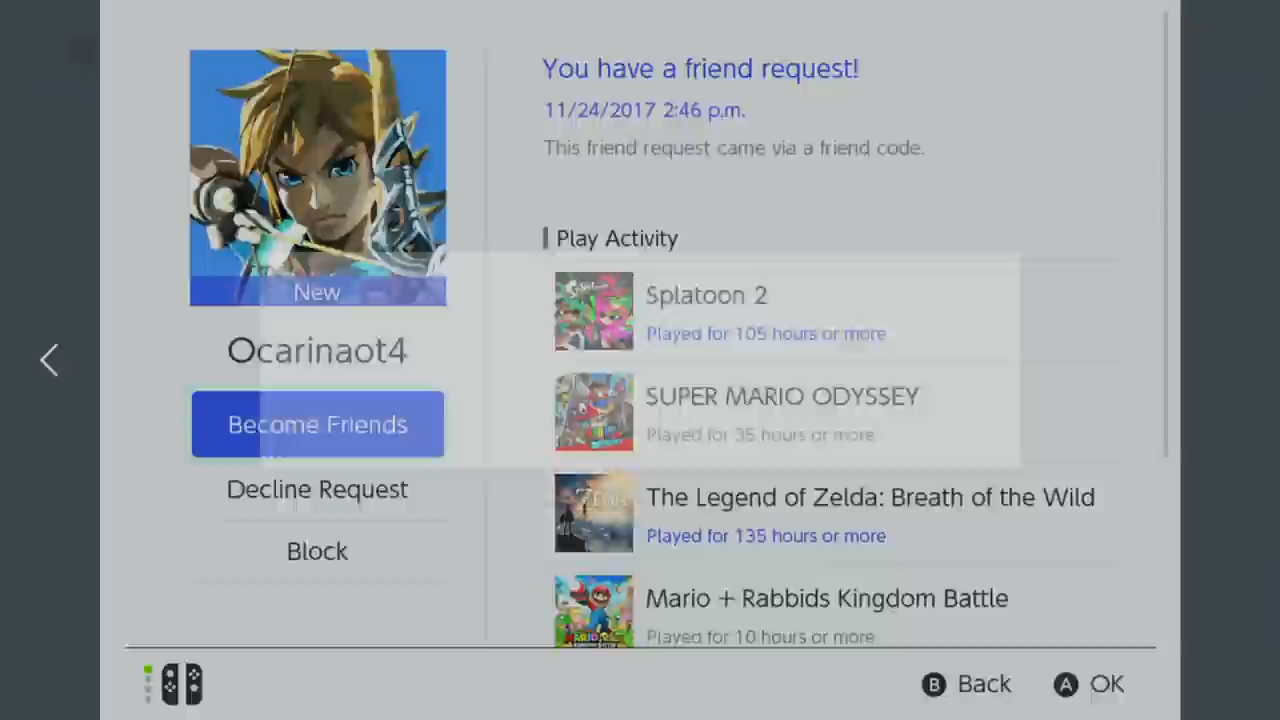 You have a friend request!
11/24/2017 2:46 p.m.
This friend request came via a friend code.
New
Ocarinaot4
Become Friends
Decline Request
Block
Play Activity
Splatoon 2
Played for 105 hours or more
SUPER MARIO ODYSSEY
Played for 35 hours or more
The Legend of Zelda: Breath of the Wild
Played for 135 hours or more
Mario + Rabbids Kingdom Battle
Played for 10 hours or more
B Back
A OK